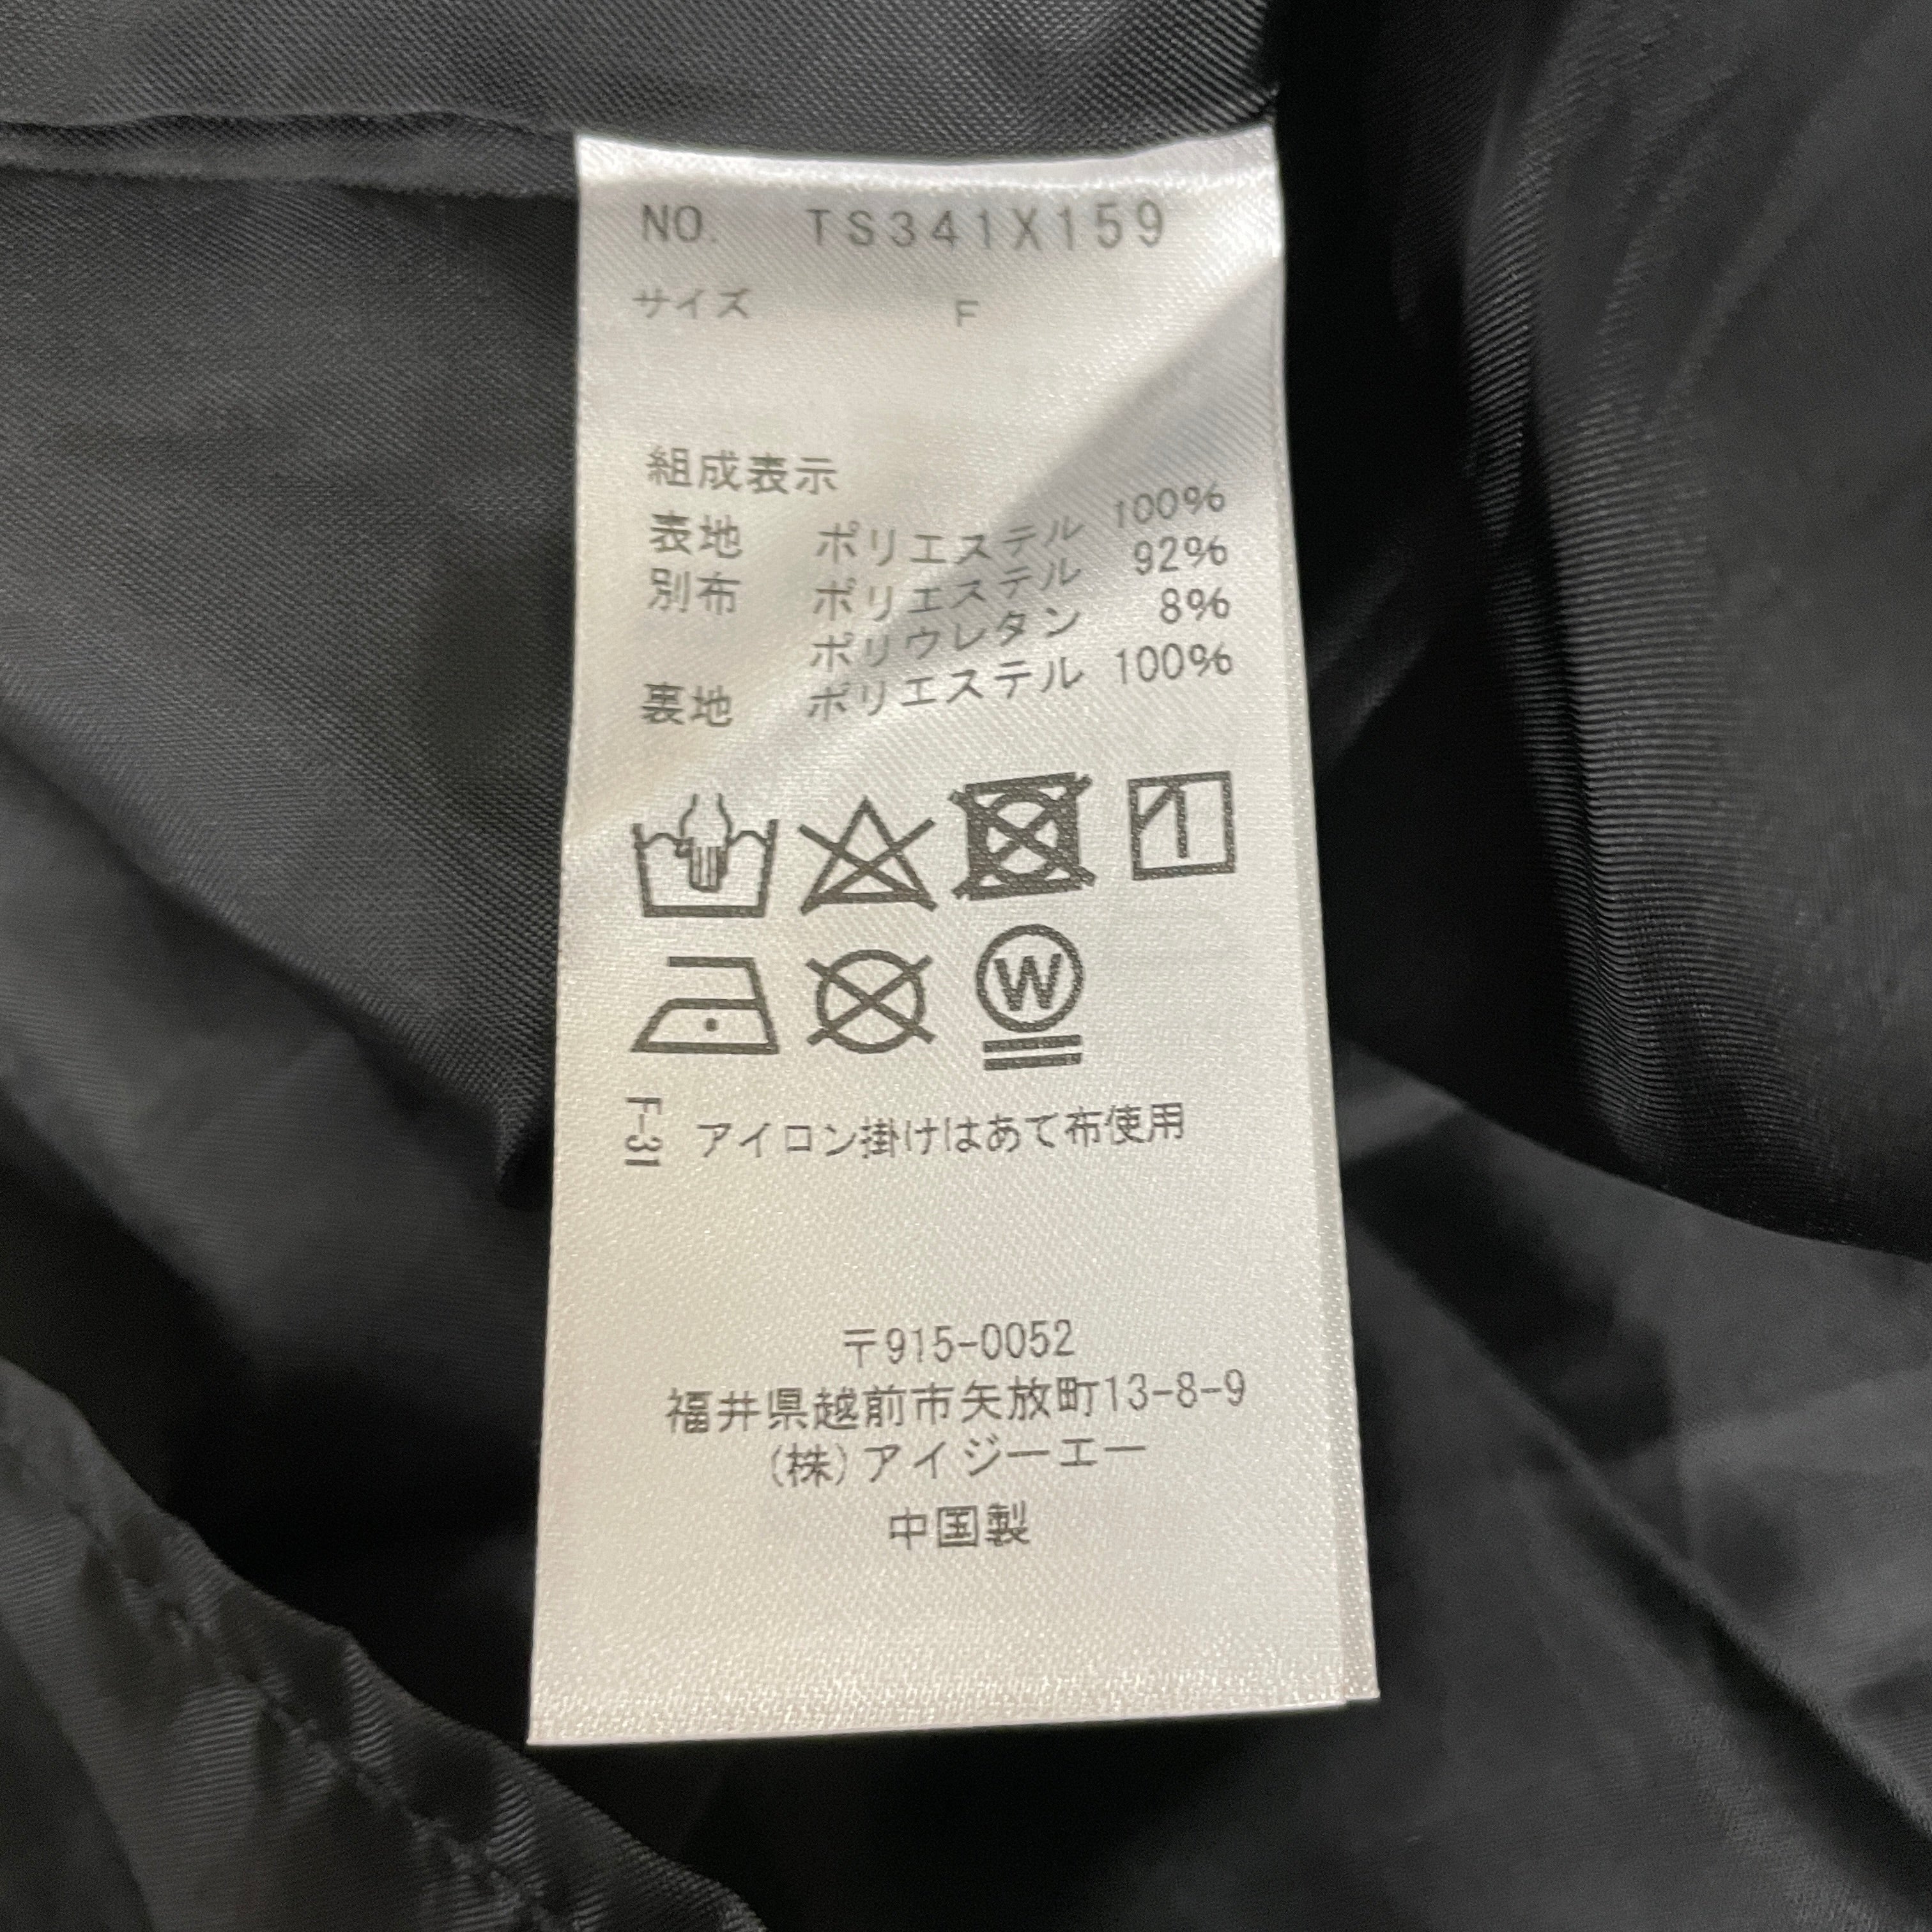 NO. TS341X159
サイズ F
組成表示
表地 ポリエステル 100%
別布 ポリエステル 92%
ポリウレタン 8%
裏地 ポリエステル 100%
W
F-31 アイロン掛けはあて布使用
〒915-0052
福井県越前市矢放町13-8-9
(株)アイジーエー
中国製